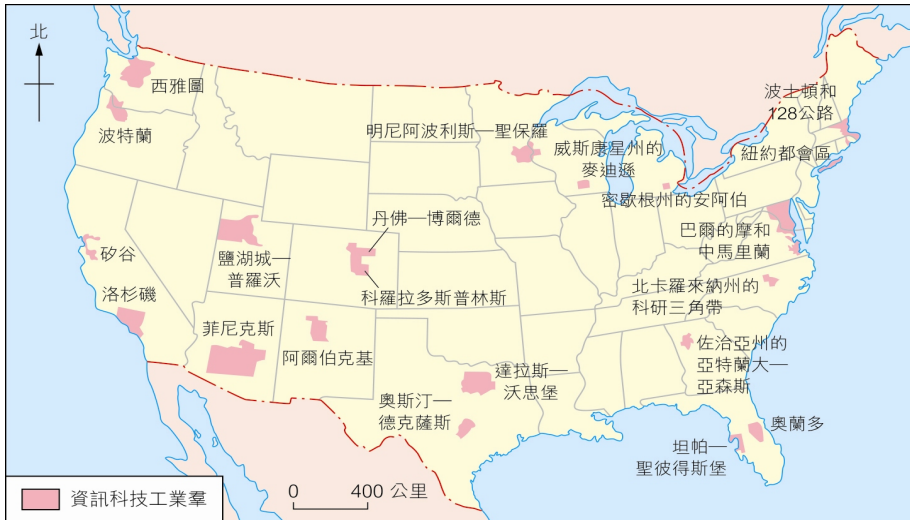 北
西雅圖
波特蘭
明尼阿波利斯—聖保羅
威斯康星州的
麥迪遜
密歇根州的安阿伯
波士頓和
128公路
紐約都會區
巴爾的摩和
中馬里蘭
北卡羅來納州的
科研三角帶
丹佛—博爾德
科羅拉多斯普林斯
鹽湖城—
普羅沃
矽谷
洛杉磯
菲尼克斯
阿爾伯克基
達拉斯—
沃思堡
奧斯汀—
德克薩斯
佐治亞州的
亞特蘭大—
亞森斯
奧蘭多
坦帕—
聖彼得斯堡
資訊科技工業羣
0 400 公里